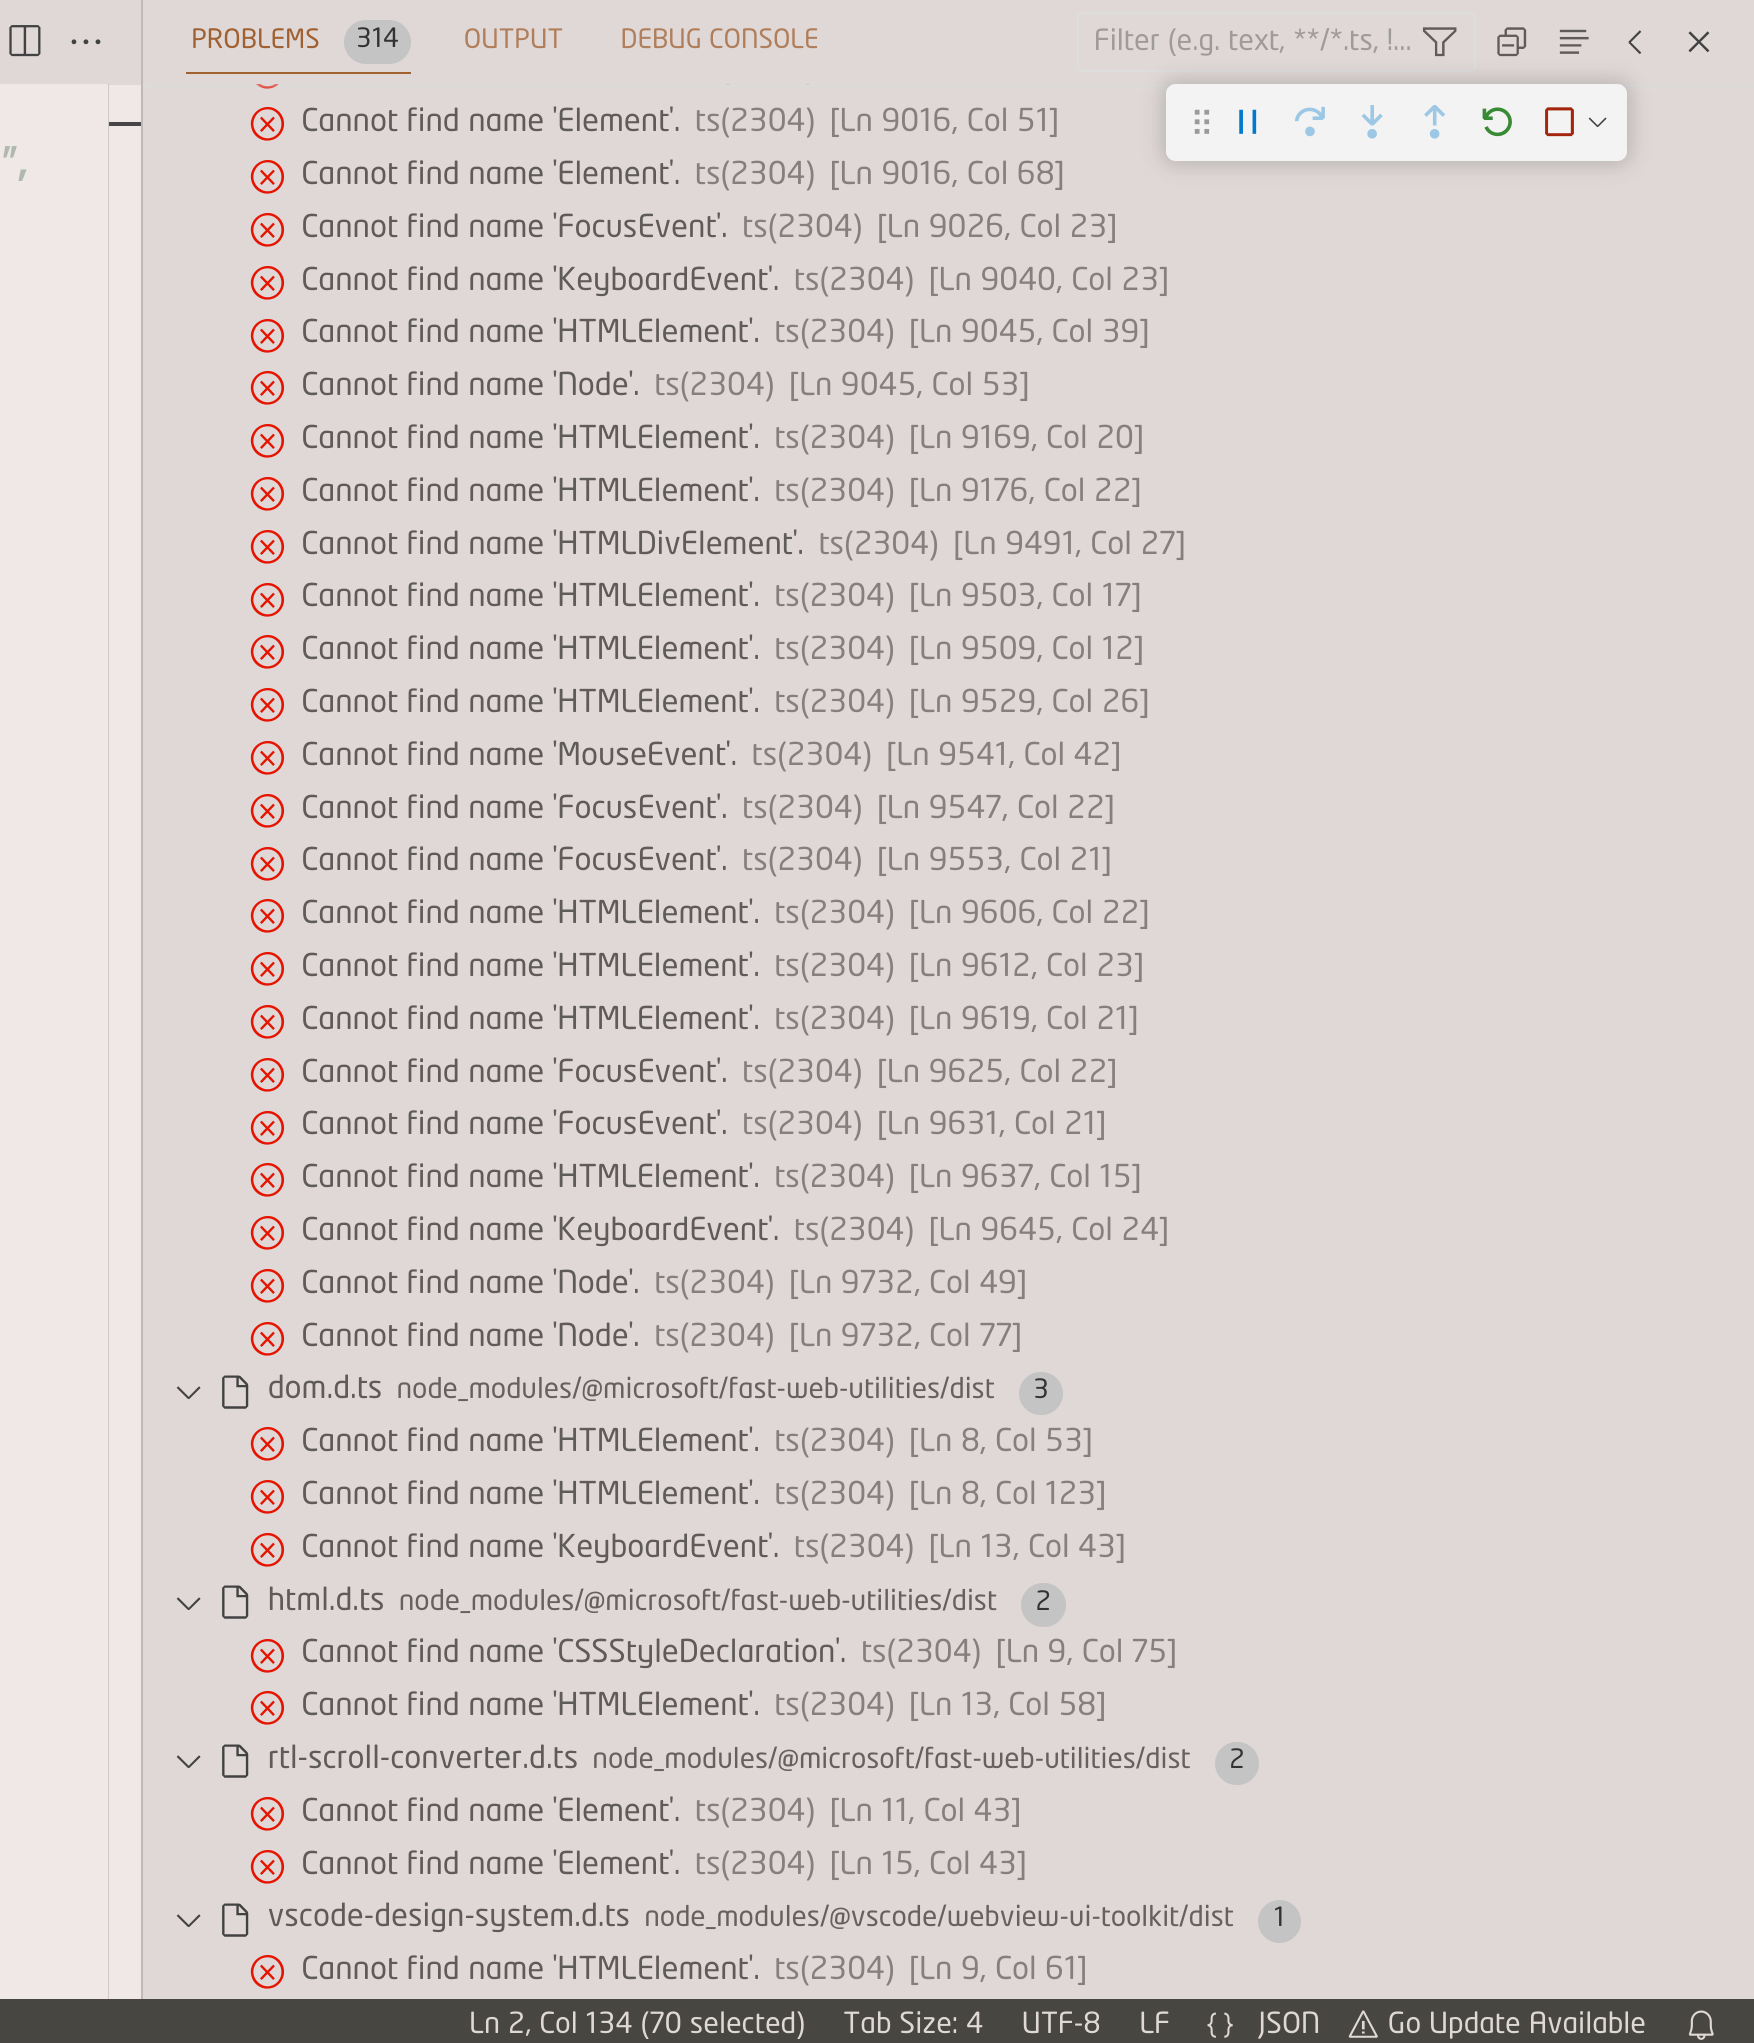 PROBLEMS 314 OUTPUT DEBUG CONSOLE Filter (e.g. text, **/*.ts, !...
",
Cannot find name 'Element'. ts(2304) [Ln 9016, Col 51]
Cannot find name 'Element'. ts(2304) [Ln 9016, Col 68]
Cannot find name 'FocusEvent'. ts(2304) [Ln 9026, Col 23]
Cannot find name 'KeyboardEvent'. ts(2304) [Ln 9040, Col 23]
Cannot find name 'HTMLElement'. ts(2304) [Ln 9045, Col 39]
Cannot find name 'Node'. ts(2304) [Ln 9045, Col 53]
Cannot find name 'HTMLElement'. ts(2304) [Ln 9169, Col 20]
Cannot find name 'HTMLElement'. ts(2304) [Ln 9176, Col 22]
Cannot find name 'HTMLDivElement'. ts(2304) [Ln 9491, Col 27]
Cannot find name 'HTMLElement'. ts(2304) [Ln 9503, Col 17]
Cannot find name 'HTMLElement'. ts(2304) [Ln 9509, Col 12]
Cannot find name 'HTMLElement'. ts(2304) [Ln 9529, Col 26]
Cannot find name 'MouseEvent'. ts(2304) [Ln 9541, Col 42]
Cannot find name 'FocusEvent'. ts(2304) [Ln 9547, Col 22]
Cannot find name 'FocusEvent'. ts(2304) [Ln 9553, Col 21]
Cannot find name 'HTMLElement'. ts(2304) [Ln 9606, Col 22]
Cannot find name 'HTMLElement'. ts(2304) [Ln 9612, Col 23]
Cannot find name 'HTMLElement'. ts(2304) [Ln 9619, Col 21]
Cannot find name 'FocusEvent'. ts(2304) [Ln 9625, Col 22]
Cannot find name 'FocusEvent'. ts(2304) [Ln 9631, Col 21]
Cannot find name 'HTMLElement'. ts(2304) [Ln 9637, Col 15]
Cannot find name 'KeyboardEvent'. ts(2304) [Ln 9645, Col 24]
Cannot find name 'Node'. ts(2304) [Ln 9732, Col 49]
Cannot find name 'Node'. ts(2304) [Ln 9732, Col 77]
dom.d.ts node_modules/@microsoft/fast-web-utilities/dist 3
Cannot find name 'HTMLElement'. ts(2304) [Ln 8, Col 53]
Cannot find name 'HTMLElement'. ts(2304) [Ln 8, Col 123]
Cannot find name 'KeyboardEvent'. ts(2304) [Ln 13, Col 43]
html.d.ts node_modules/@microsoft/fast-web-utilities/dist 2
Cannot find name 'CSSStyleDeclaration'. ts(2304) [Ln 9, Col 75]
Cannot find name 'HTMLElement'. ts(2304) [Ln 13, Col 58]
rtl-scroll-converter.d.ts node_modules/@microsoft/fast-web-utilities/dist 2
Cannot find name 'Element'. ts(2304) [Ln 11, Col 43]
Cannot find name 'Element'. ts(2304) [Ln 15, Col 43]
vscode-design-system.d.ts node_modules/@vscode/webview-ui-toolkit/dist 1
Cannot find name 'HTMLElement'. ts(2304) [Ln 9, Col 61]
Ln 2, Col 134 (70 selected) Tab Size: 4 UTF-8 LF { } JSON Go Update Available